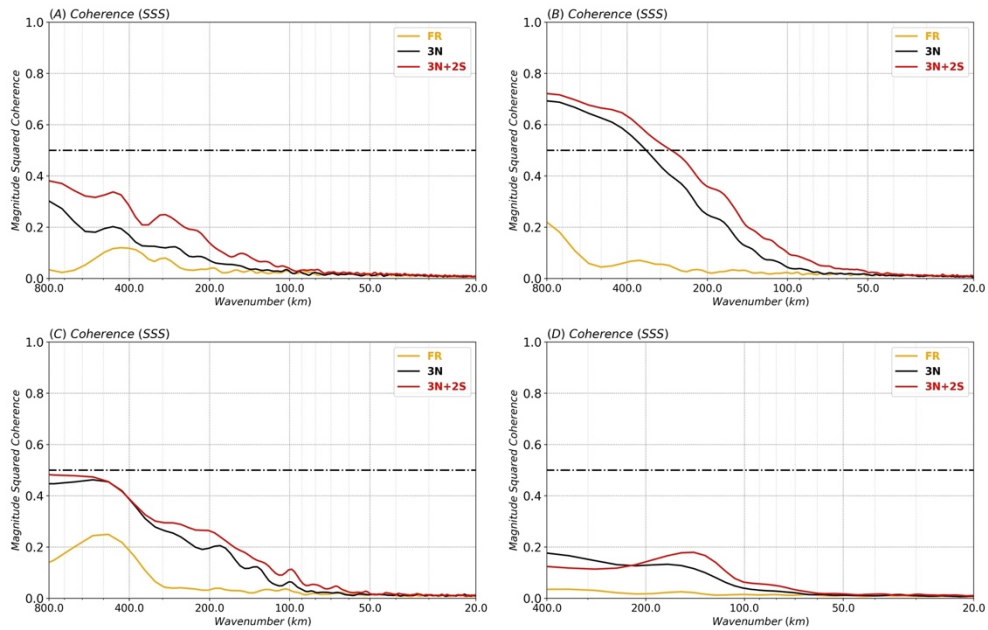 (A) Coherence (SSS)
Magnitude Squared Coherence
1.0
0.8
0.6
0.4
0.2
0.0
FR
3N
3N+2S
800.0 400.0 200.0 100.0 50.0 20.0
Wavenumber (km)
(B) Coherence (SSS)
Magnitude Squared Coherence
1.0
0.8
0.6
0.4
0.2
0.0
FR
3N
3N+2S
800.0 400.0 200.0 100.0 50.0 20.0
Wavenumber (km)
(C) Coherence (SSS)
Magnitude Squared Coherence
1.0
0.8
0.6
0.4
0.2
0.0
FR
3N
3N+2S
800.0 400.0 200.0 100.0 50.0 20.0
Wavenumber (km)
(D) Coherence (SSS)
Magnitude Squared Coherence
1.0
0.8
0.6
0.4
0.2
0.0
FR
3N
3N+2S
400.0 200.0 100.0 50.0 20.0
Wavenumber (km)